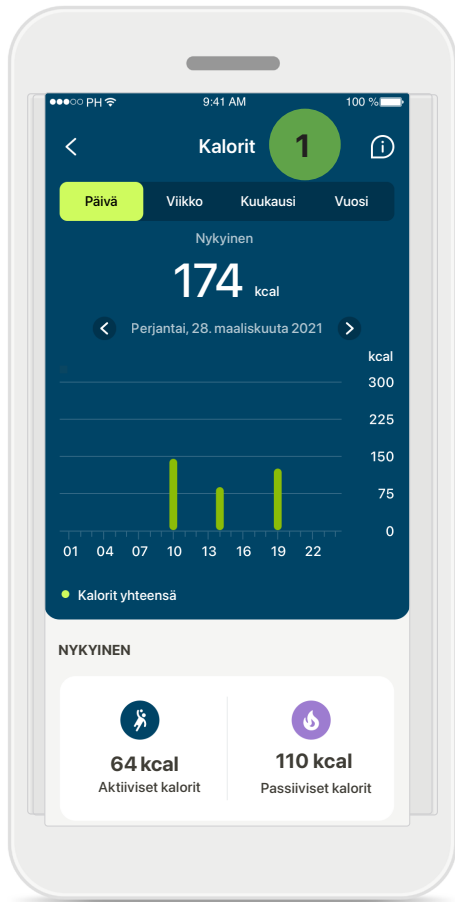 PH 9:41 AM 100 %
Kalorit 1
Päivä Viikko Kuukausi Vuosi
Nykyinen
174 kcal
Perjantai, 28. maaliskuuta 2021
kcal
300
225
150
75
0
01 04 07 10 13 16 19 22
Kalorit yhteensä
NYKYINEN
64 kcal 110 kcal
Aktiiviset kalorit Passiiviset kalorit